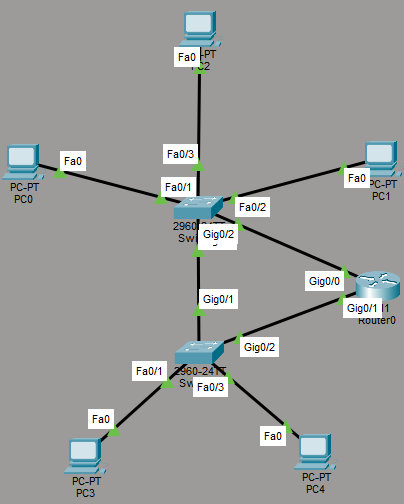 Fa0
PC2
Fa0/3
Fa0
PC-PT
PC0
Fa0/1
Fa0
PC-PT
PC1
Fa0/2
Gig0/2
Gig0/0
Gig0/1
Router0
Gig0/1
Gig0/2
2960-24TT
Fa0/1
Fa0/3
Fa0
PC-PT
PC3
Fa0
PC-PT
PC4